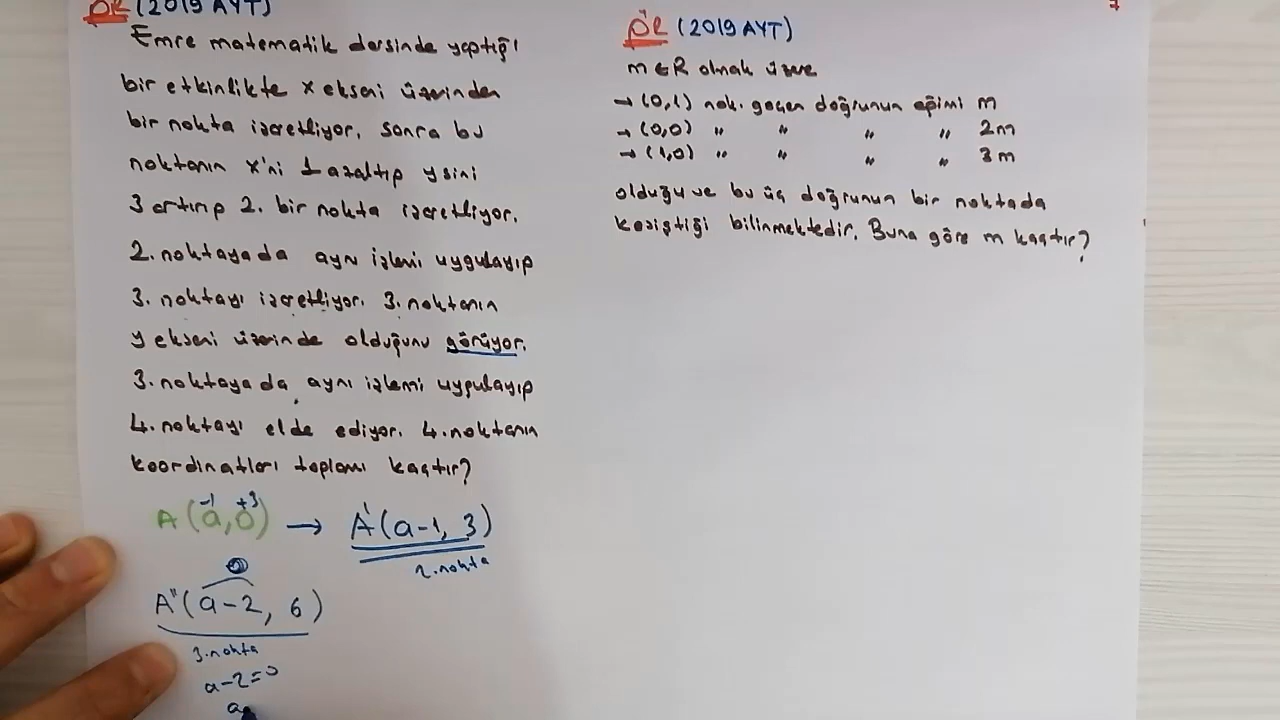 ÖR (2019 AYT)
Emre matematik dersinde yaptığı
bir etkinlikte x ekseni üzerinden
bir nokta işaretliyor, sonra bu
noktanın x'ni 1 azaltıp y sini
3 artırıp 2. bir nokta işaretliyor.
2. noktayada aynı işlemi uygulayıp
3. noktayı işaretliyor. 3. noktanın
y ekseni üzerinde olduğunu görüyor.
3. noktaya da aynı işlemi uygulayıp
4. noktayı elde ediyor. 4. noktanın
koordinatları toplamı kaçtır?
-1 +3
A (a, 0) → A'(a-1, 3)
2. nokta
0
A"(a-2, 6)
3. nokta
a-2=0
a
ÖR (2019 AYT)
m ∈ R olmak üzere
→ (0,1) nok. geçen doğrunun eğimi m
→ (0,0) " " " " 2m
→ (1,0) " " " " 3m
olduğu ve bu üç doğrunun bir noktada
kesiştiği bilinmektedir. Buna göre m kaçtır?